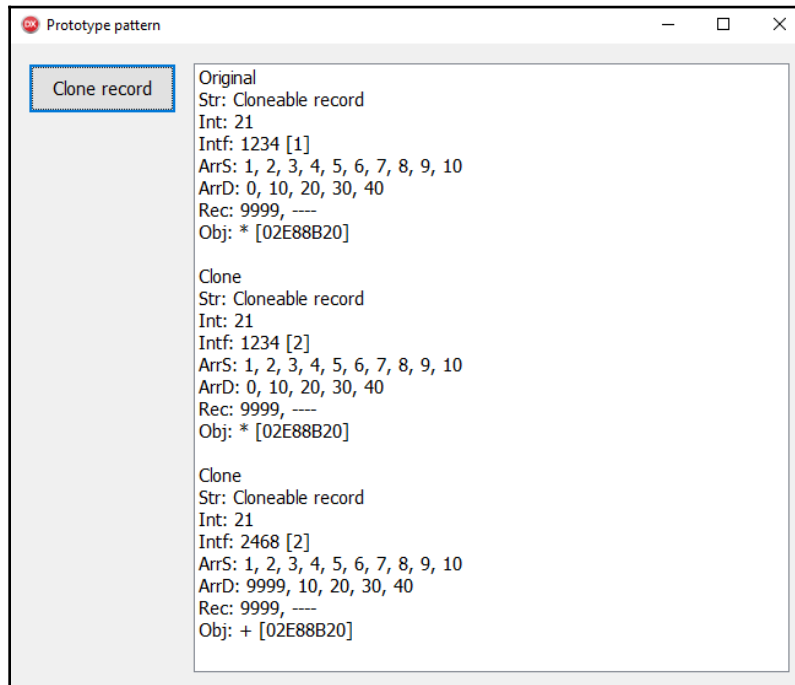 DX
Prototype pattern
Clone record
Original
Str: Cloneable record
Int: 21
Intf: 1234 [1]
ArrS: 1, 2, 3, 4, 5, 6, 7, 8, 9, 10
ArrD: 0, 10, 20, 30, 40
Rec: 9999, ----
Obj: * [02E88B20]
Clone
Str: Cloneable record
Int: 21
Intf: 1234 [2]
ArrS: 1, 2, 3, 4, 5, 6, 7, 8, 9, 10
ArrD: 0, 10, 20, 30, 40
Rec: 9999, ----
Obj: * [02E88B20]
Clone
Str: Cloneable record
Int: 21
Intf: 2468 [2]
ArrS: 1, 2, 3, 4, 5, 6, 7, 8, 9, 10
ArrD: 9999, 10, 20, 30, 40
Rec: 9999, ----
Obj: + [02E88B20]